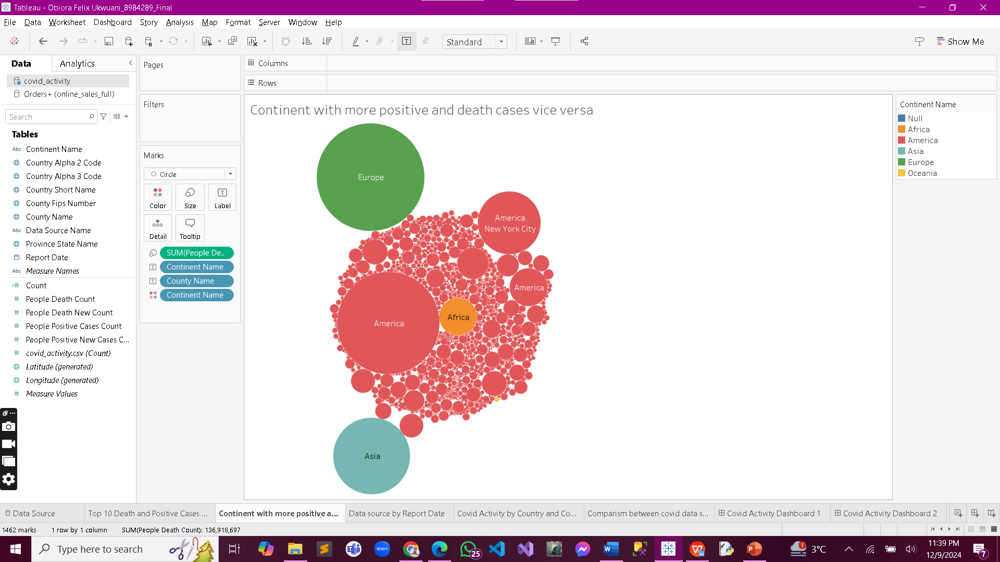 Tableau - Obiora Felix Ukwuani_8984289_Final
File Data Worksheet Dashboard Story Analysis Map Format Server Window Help
Standard
Show Me
Data Analytics
covid_activity
Orders+ (online_sales_full)
Search
Tables
Abc Continent Name
Country Alpha 2 Code
Country Alpha 3 Code
Country Short Name
County Fips Number
County Name
Abc Data Source Name
Province State Name
Report Date
Abc Measure Names
Count
People Death Count
People Death New Count
People Positive Cases Count
People Positive New Cases C...
covid_activity.csv (Count)
Latitude (generated)
Longitude (generated)
Measure Values
Pages
Filters
Marks
Circle
Color Size Label
Detail Tooltip
SUM(People De..
Continent Name
County Name
Continent Name
Columns
Rows
Continent with more positive and death cases vice versa
Europe
America
New York City
America
Africa
America
Asia
Continent Name
Null
Africa
America
Asia
Europe
Oceania
Data Source Top 10 Death and Positive Cases ... Continent with more positive a... Data source by Report Date Covid Activity by Country and Co... Comparism between covid data s... Covid Activity Dashboard 1 Covid Activity Dashboard 2
1462 marks 1 row by 1 column SUM(People Death Count): 136,918,697
Type here to search
zoom
25
1
3°C
11:39 PM
12/9/2024
7